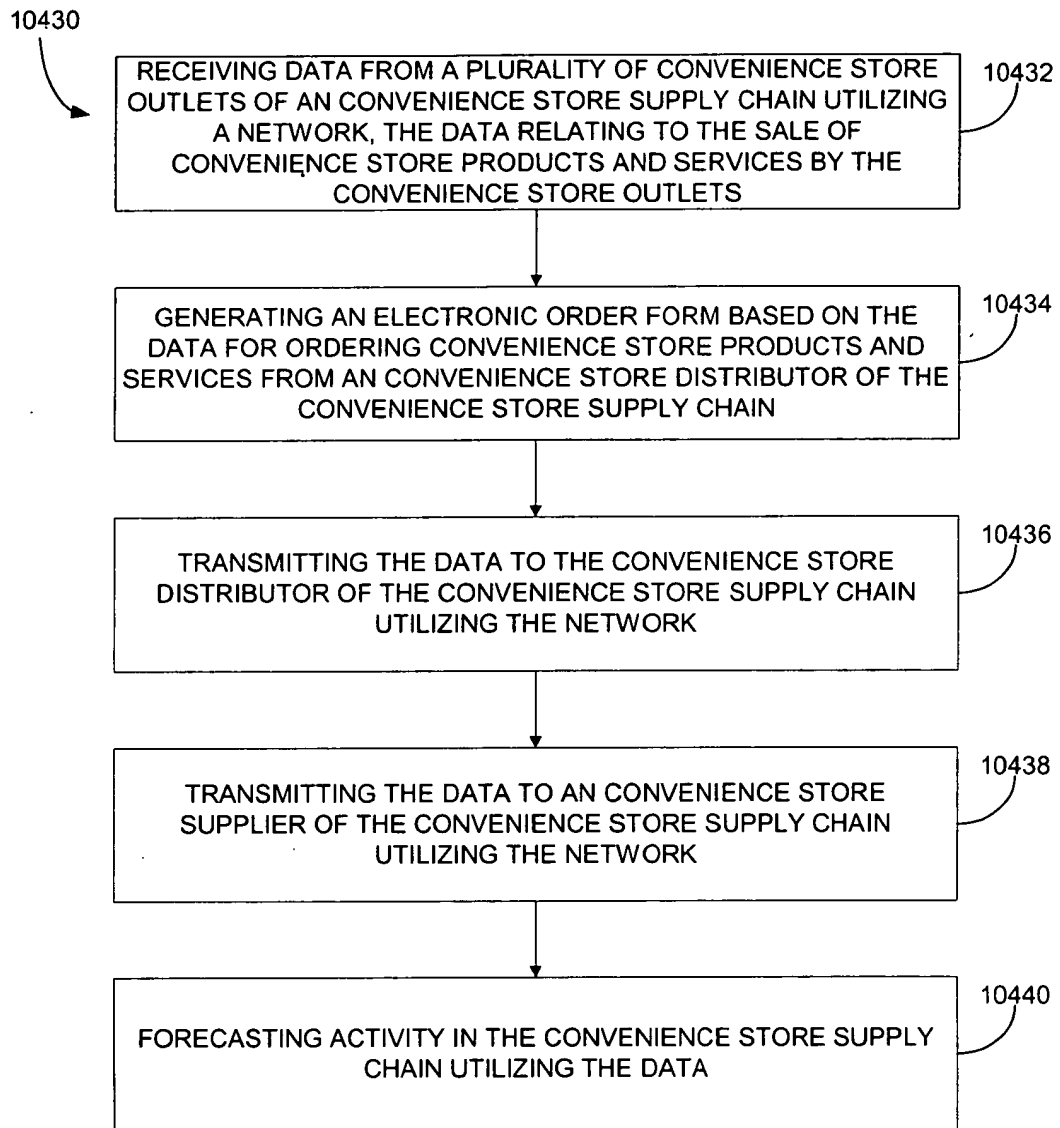 10430
RECEIVING DATA FROM A PLURALITY OF CONVENIENCE STORE
OUTLETS OF AN CONVENIENCE STORE SUPPLY CHAIN UTILIZING
A NETWORK, THE DATA RELATING TO THE SALE OF
CONVENIENCE STORE PRODUCTS AND SERVICES BY THE
CONVENIENCE STORE OUTLETS
10432
GENERATING AN ELECTRONIC ORDER FORM BASED ON THE
DATA FOR ORDERING CONVENIENCE STORE PRODUCTS AND
SERVICES FROM AN CONVENIENCE STORE DISTRIBUTOR OF THE
CONVENIENCE STORE SUPPLY CHAIN
10434
TRANSMITTING THE DATA TO THE CONVENIENCE STORE
DISTRIBUTOR OF THE CONVENIENCE STORE SUPPLY CHAIN
UTILIZING THE NETWORK
10436
TRANSMITTING THE DATA TO AN CONVENIENCE STORE
SUPPLIER OF THE CONVENIENCE STORE SUPPLY CHAIN
UTILIZING THE NETWORK
10438
FORECASTING ACTIVITY IN THE CONVENIENCE STORE SUPPLY
CHAIN UTILIZING THE DATA
10440